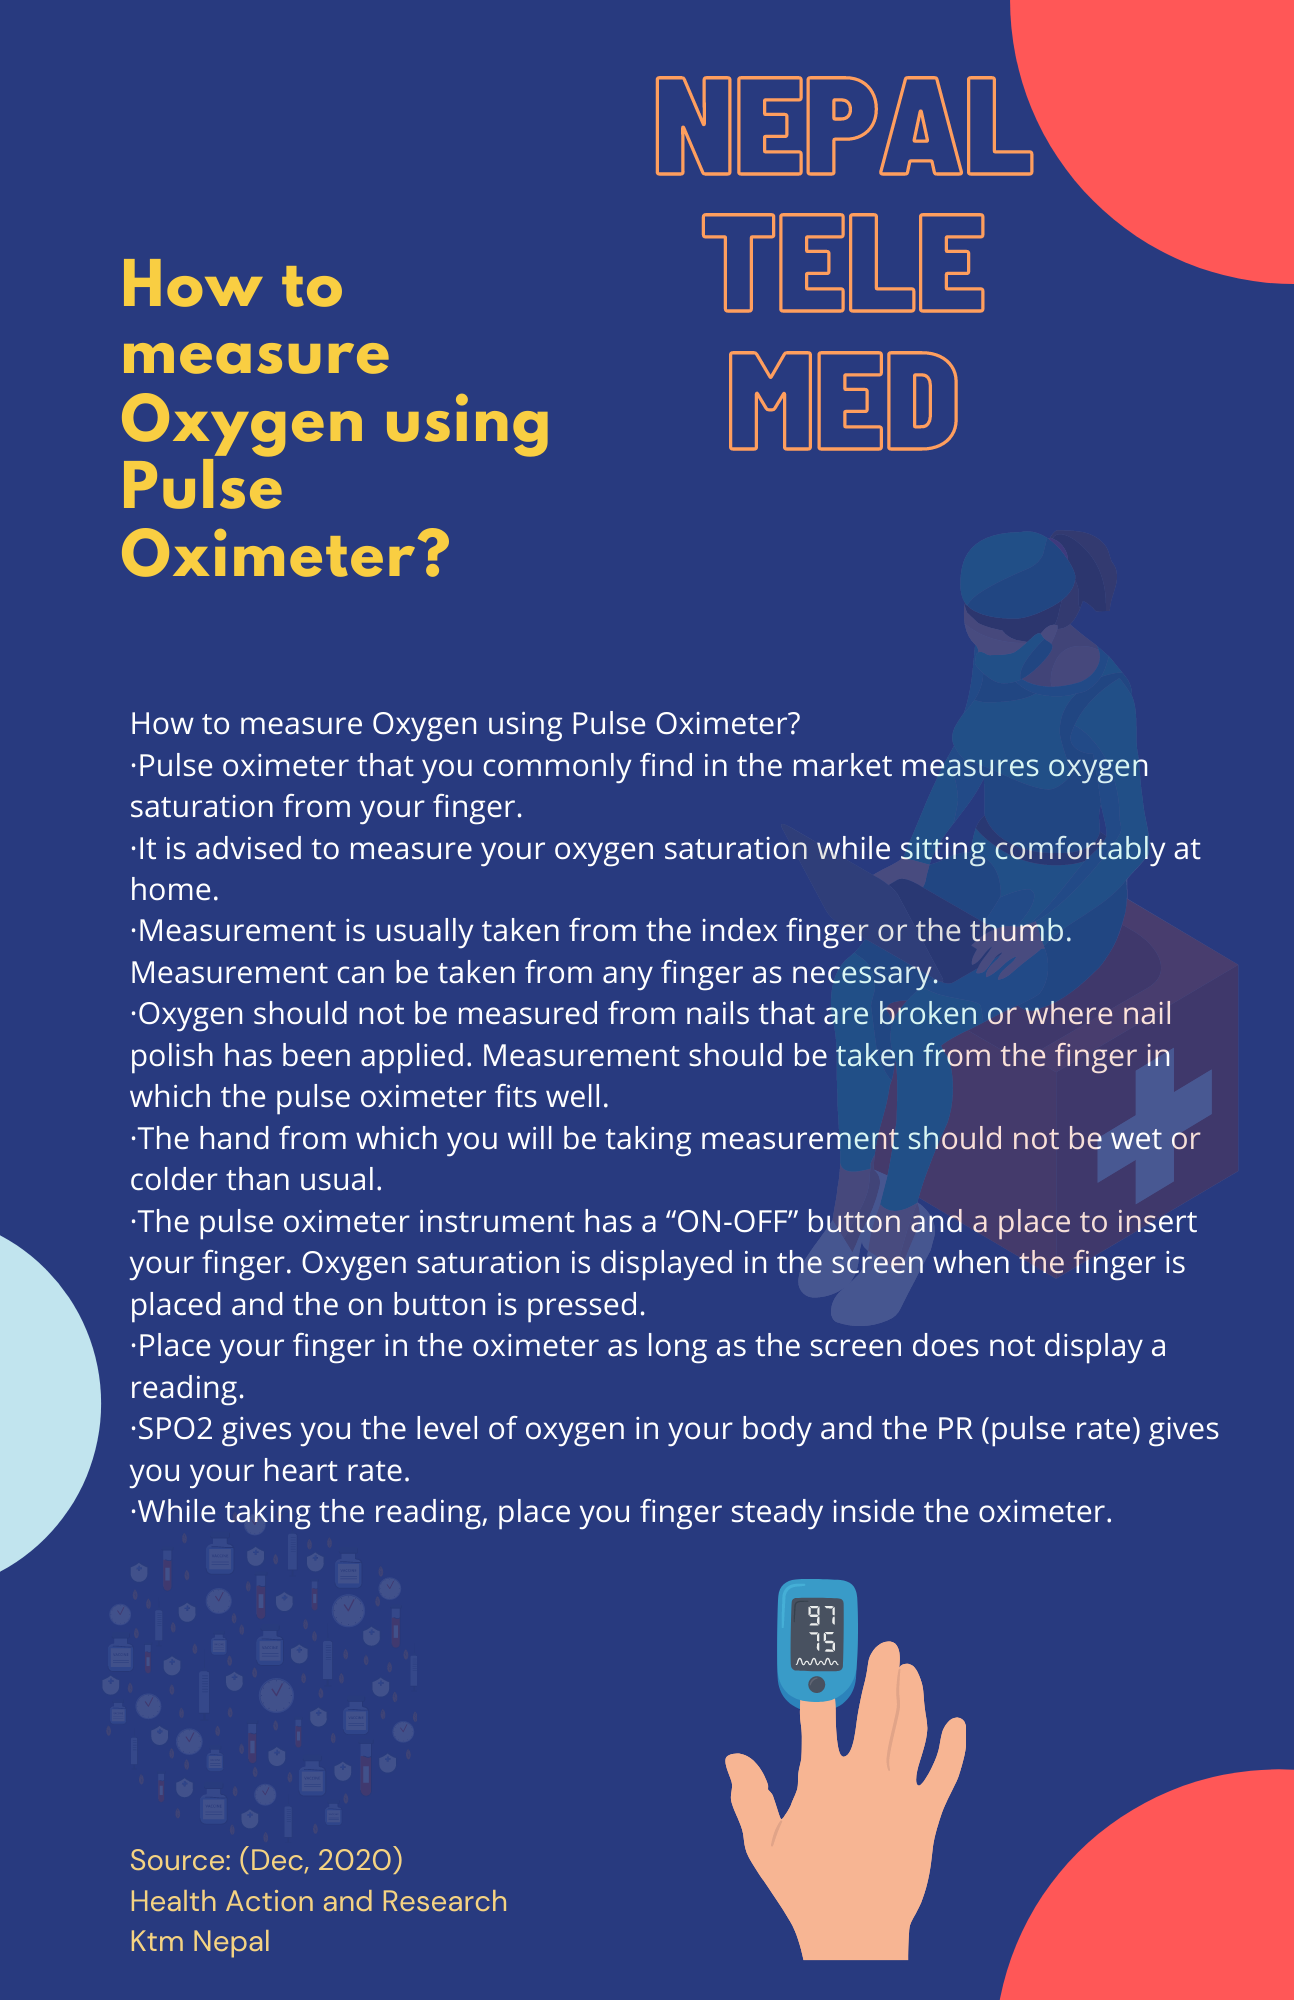 NEPAL
TELE
MED
How to
measure
Oxygen using
Pulse
Oximeter?
How to measure Oxygen using Pulse Oximeter?
·Pulse oximeter that you commonly find in the market measures oxygen
saturation from your finger.
·It is advised to measure your oxygen saturation while sitting comfortably at
home.
·Measurement is usually taken from the index finger or the thumb.
Measurement can be taken from any finger as necessary.
·Oxygen should not be measured from nails that are broken or where nail
polish has been applied. Measurement should be taken from the finger in
which the pulse oximeter fits well.
·The hand from which you will be taking measurement should not be wet or
colder than usual.
·The pulse oximeter instrument has a “ON-OFF” button and a place to insert
your finger. Oxygen saturation is displayed in the screen when the finger is
placed and the on button is pressed.
·Place your finger in the oximeter as long as the screen does not display a
reading.
·SPO2 gives you the level of oxygen in your body and the PR (pulse rate) gives
you your heart rate.
·While taking the reading, place you finger steady inside the oximeter.
97
75
Source: (Dec, 2020)
Health Action and Research
Ktm Nepal